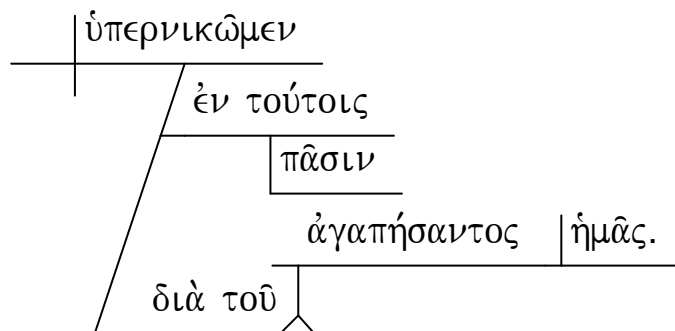 ὑπερνικῶμεν
ἐν τούτοις
πᾶσιν
ἀγαπήσαντος ἡμᾶς.
διὰ τοῦ